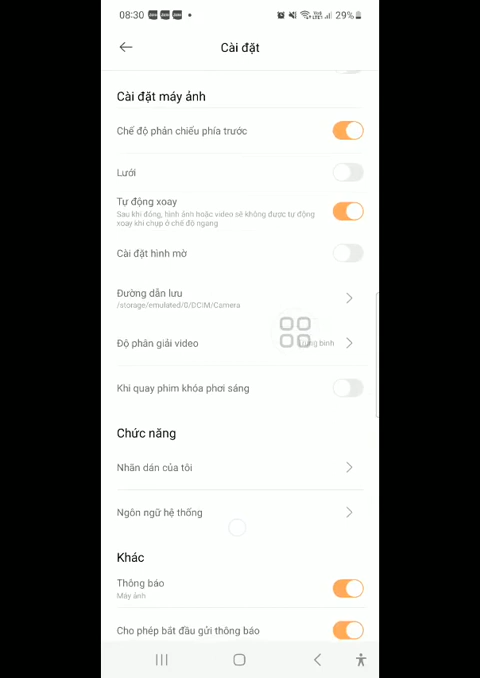 08:30 29%
Cài đặt
Cài đặt máy ảnh
Chế độ phản chiếu phía trước
Lưới
Tự động xoay
Sau khi đóng, hình ảnh hoặc video sẽ không được tự động
xoay khi chụp ở chế độ ngang
Cài đặt hình mờ
Đường dẫn lưu
/storage/emulated/0/DCIM/Camera
Độ phân giải video bình
Khi quay phim khóa phơi sáng
Chức năng
Nhãn dán của tôi
Ngôn ngữ hệ thống
Khác
Thông báo
Máy ảnh
Cho phép bắt đầu gửi thông báo